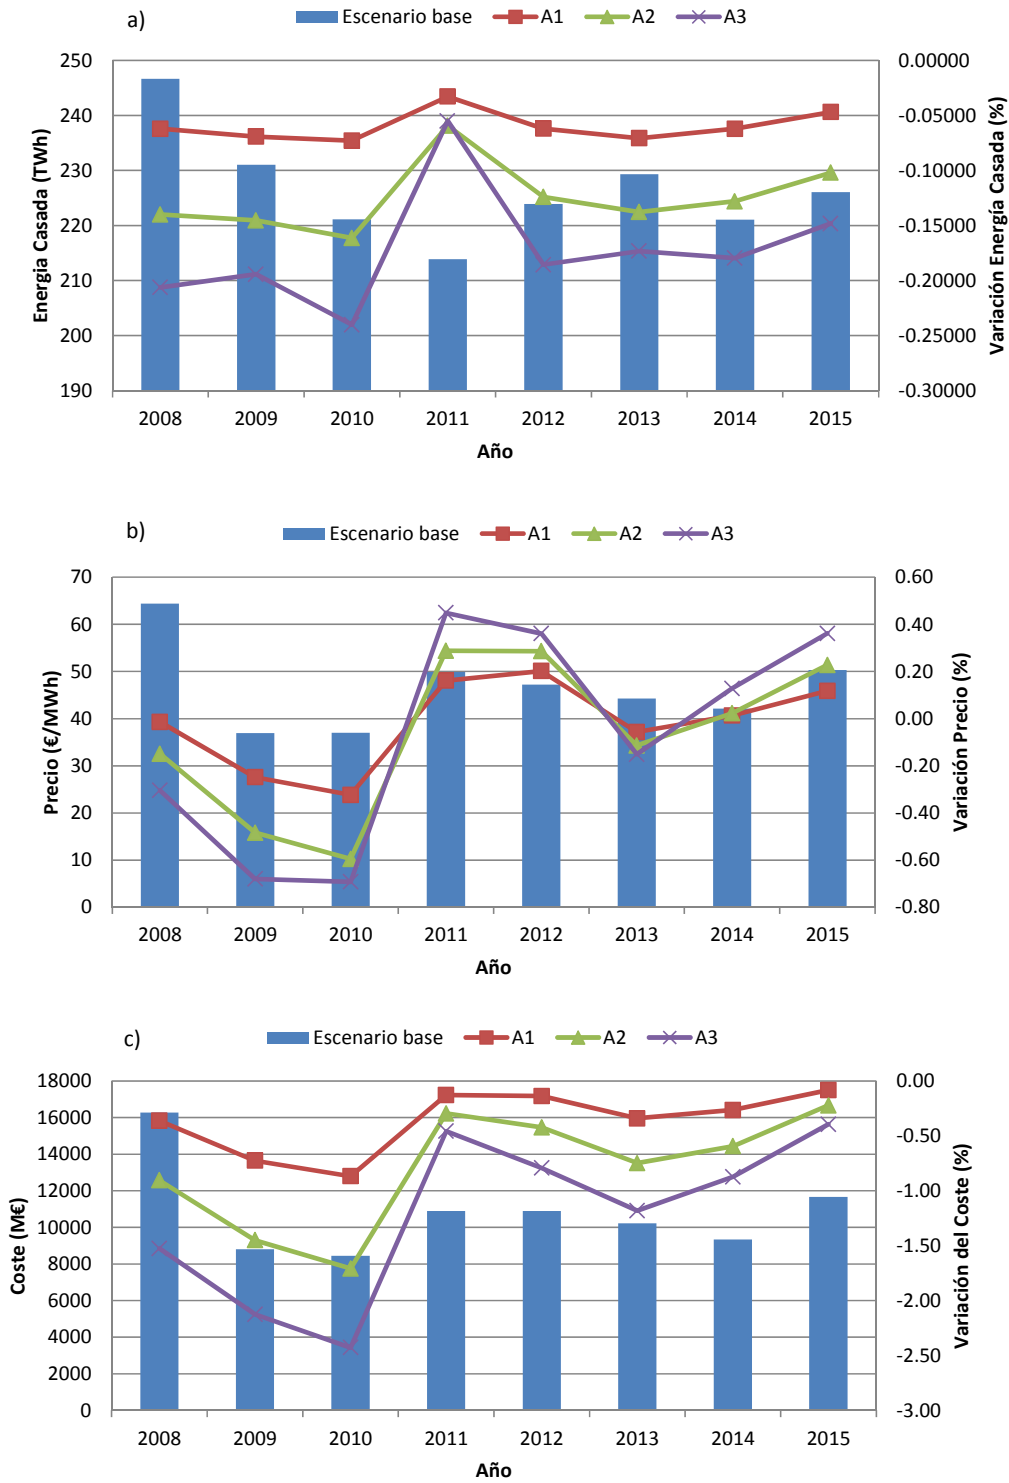 a)
Escenario base A1 A2 A3
250 0.00000
240 -0.05000
230 -0.10000
220 -0.15000
210 -0.20000
200 -0.25000
190 -0.30000
Energía Casada (TWh)
Variación Energía Casada (%)
2008 2009 2010 2011 2012 2013 2014 2015
Año
b)
Escenario base A1 A2 A3
70 0.60
60 0.40
50 0.20
40 0.00
30 -0.20
20 -0.40
10 -0.60
0 -0.80
Precio (€/MWh)
Variación Precio (%)
2008 2009 2010 2011 2012 2013 2014 2015
Año
c)
Escenario base A1 A2 A3
18000 0.00
16000 -0.50
14000 -1.00
12000 -1.50
10000 -2.00
8000 -2.50
6000 -3.00
4000
2000
0
Coste (M€)
Variación del Coste (%)
2008 2009 2010 2011 2012 2013 2014 2015
Año